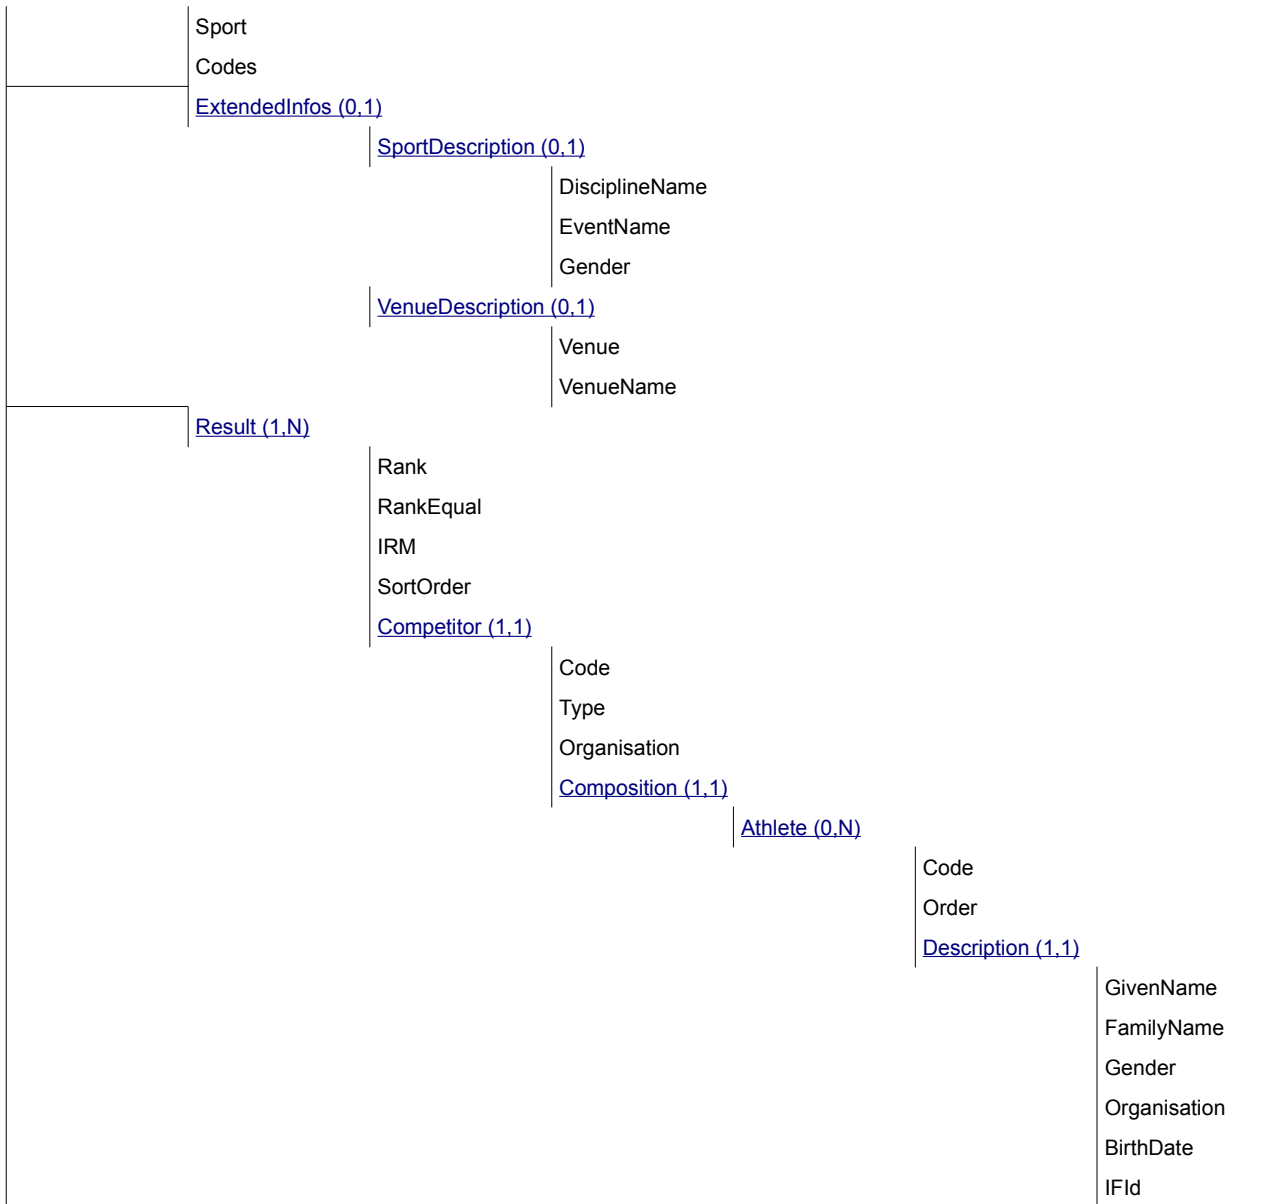 Sport
Codes
ExtendedInfos (0,1)
SportDescription (0,1)
DisciplineName
EventName
Gender
VenueDescription (0,1)
Venue
VenueName
Result (1,N)
Rank
RankEqual
IRM
SortOrder
Competitor (1,1)
Code
Type
Organisation
Composition (1,1)
Athlete (0,N)
Code
Order
Description (1,1)
GivenName
FamilyName
Gender
Organisation
BirthDate
IFId